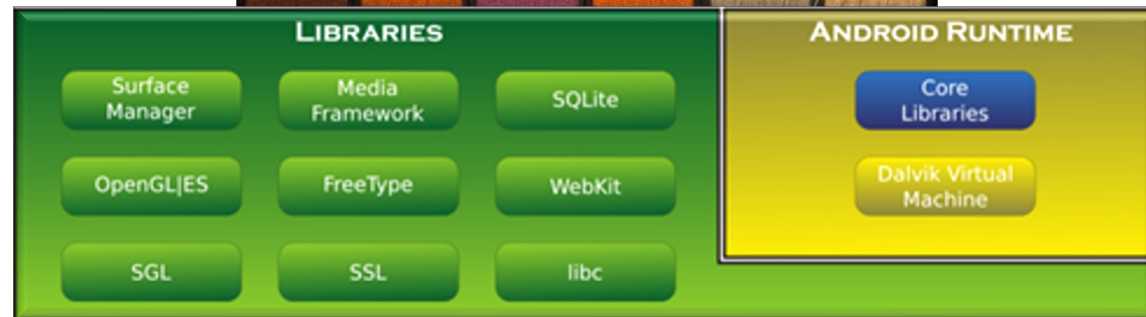 LIBRARIES
Surface
Manager
Media
Framework
SQLite
OpenGL|ES
FreeType
WebKit
SGL
SSL
libc
ANDROID RUNTIME
Core
Libraries
Dalvik Virtual
Machine